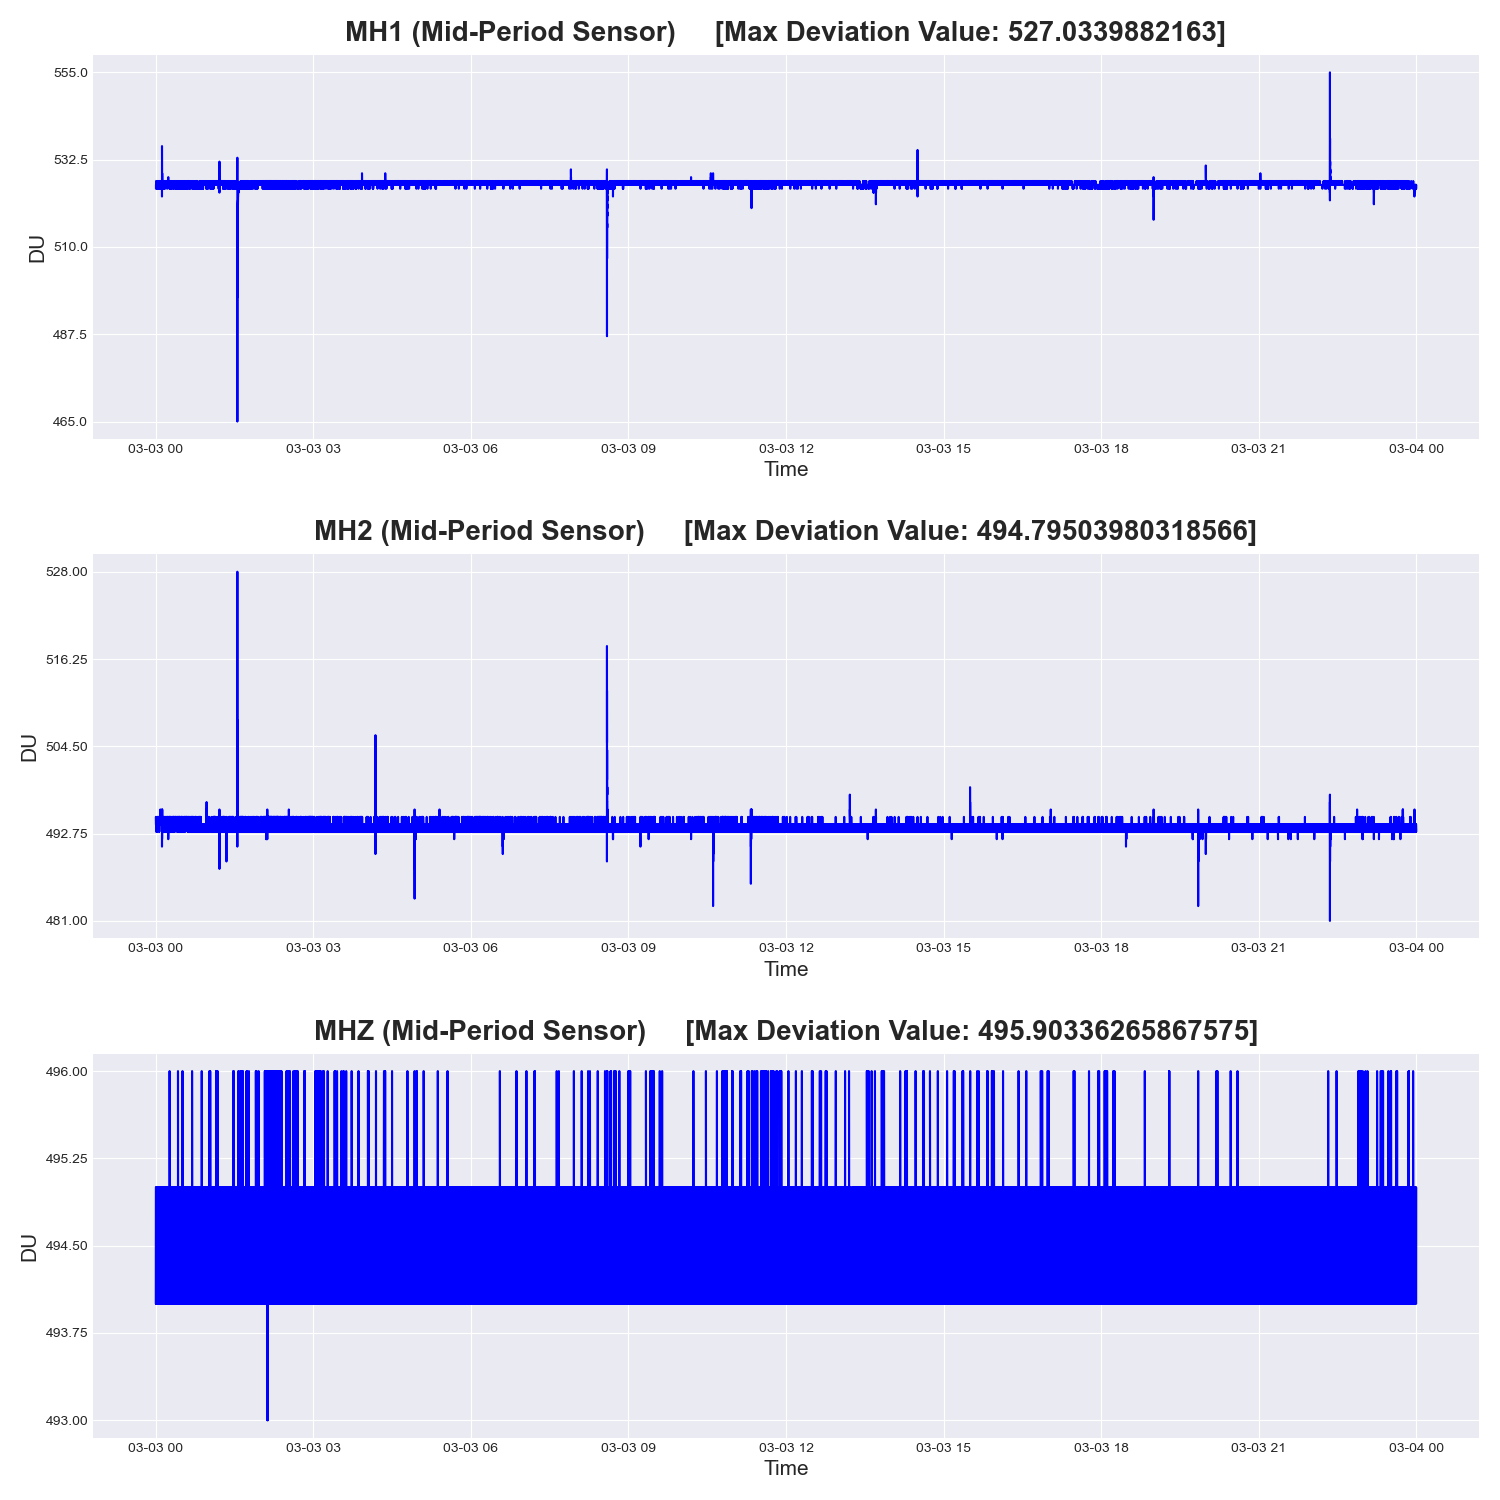 MH1 (Mid-Period Sensor) [Max Deviation Value: 527.0339882163]
555.0
532.5
510.0
487.5
465.0
DU
03-03 00 03-03 03 03-03 06 03-03 09 03-03 12 03-03 15 03-03 18 03-03 21 03-04 00
Time
MH2 (Mid-Period Sensor) [Max Deviation Value: 494.79503980318566]
528.00
516.25
504.50
492.75
481.00
DU
03-03 00 03-03 03 03-03 06 03-03 09 03-03 12 03-03 15 03-03 18 03-03 21 03-04 00
Time
MHZ (Mid-Period Sensor) [Max Deviation Value: 495.90336265867575]
496.00
495.25
494.50
493.75
493.00
DU
03-03 00 03-03 03 03-03 06 03-03 09 03-03 12 03-03 15 03-03 18 03-03 21 03-04 00
Time